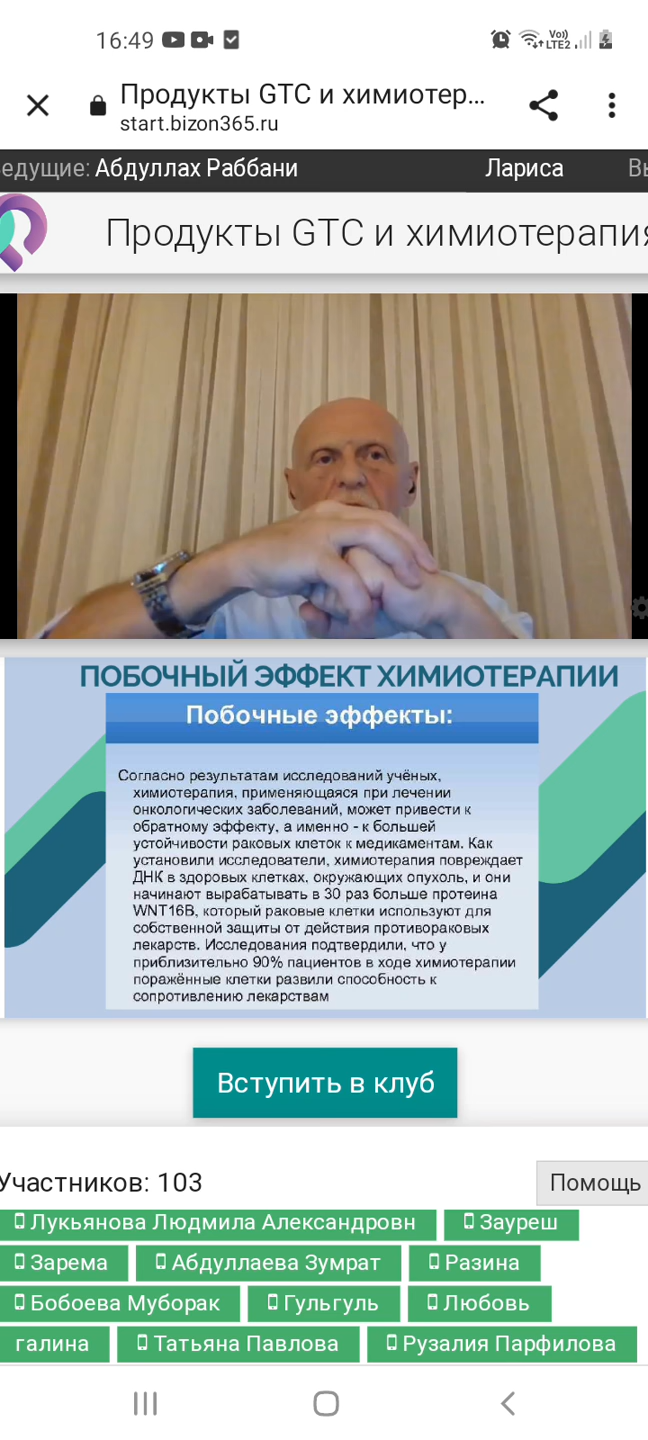 16:49
Vo))
LTE2
Продукты GTC и химиотер...
start.bizon365.ru
едущие: Абдуллах Раббани
Лариса
Продукты GTC и химиотерапия
ПОБОЧНЫЙ ЭФФЕКТ ХИМИОТЕРАПИИ
Побочные эффекты:
Согласно результатам исследований учёных,
химиотерапия, применяющаяся при лечении
онкологических заболеваний, может привести к
обратному эффекту, а именно - к большей
устойчивости раковых клеток к медикаментам. Как
установили исследователи, химиотерапия повреждает
ДНК в здоровых клетках, окружающих опухоль, и они
начинают вырабатывать в 30 раз больше протеина
WNT16B, который раковые клетки используют для
собственной защиты от действия противораковых
лекарств. Исследования подтвердили, что у
приблизительно 90% пациентов в ходе химиотерапии
поражённые клетки развили способность к
сопротивлению лекарствам
Вступить в клуб
Участников: 103
Помощь
Лукьянова Людмила Александровн
Зауреш
Зарема
Абдуллаева Зумрат
Разина
Бобоева Муборак
Гульгуль
Любовь
галина
Татьяна Павлова
Рузалия Парфилова